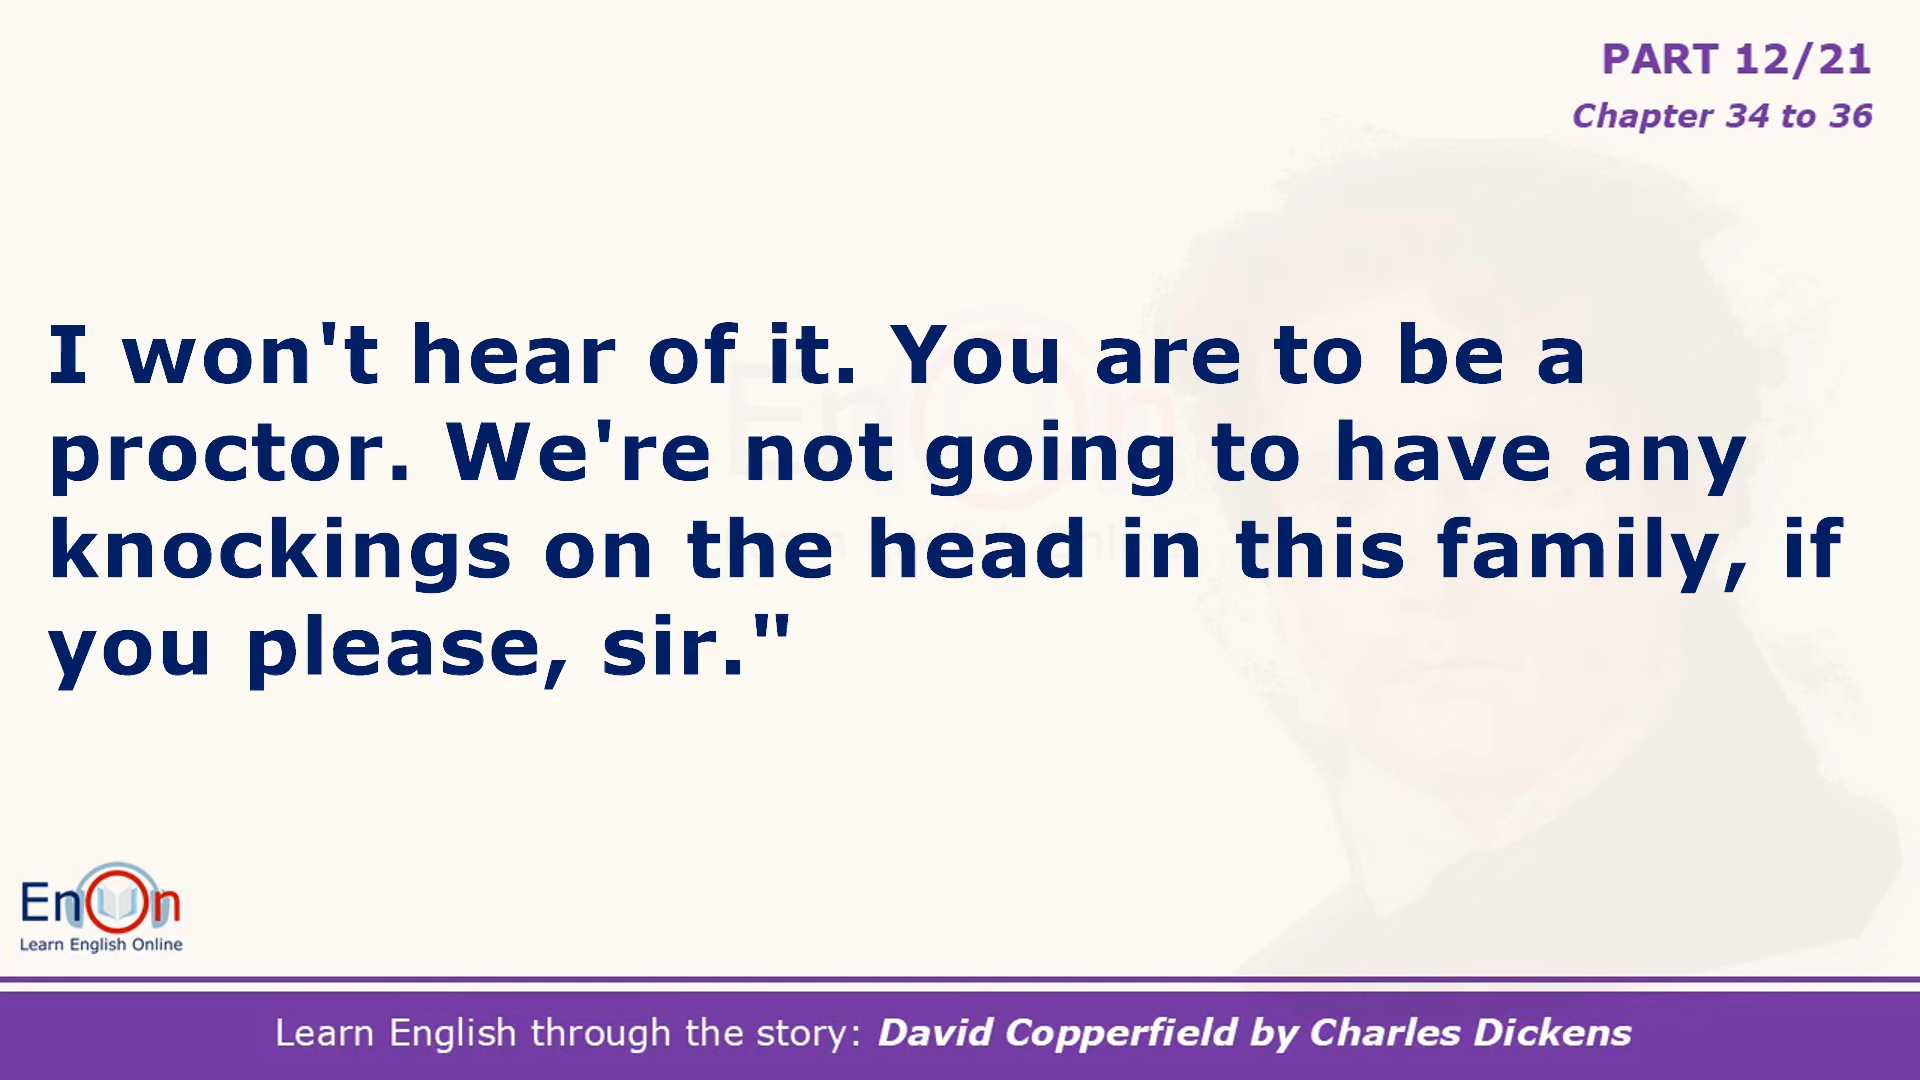 PART 12/21
Chapter 34 to 36
I won't hear of it. You are to be a
proctor. We're not going to have any
knockings on the head in this family, if
you please, sir."
EnOn
Learn English Online
Learn English through the story: David Copperfield by Charles Dickens